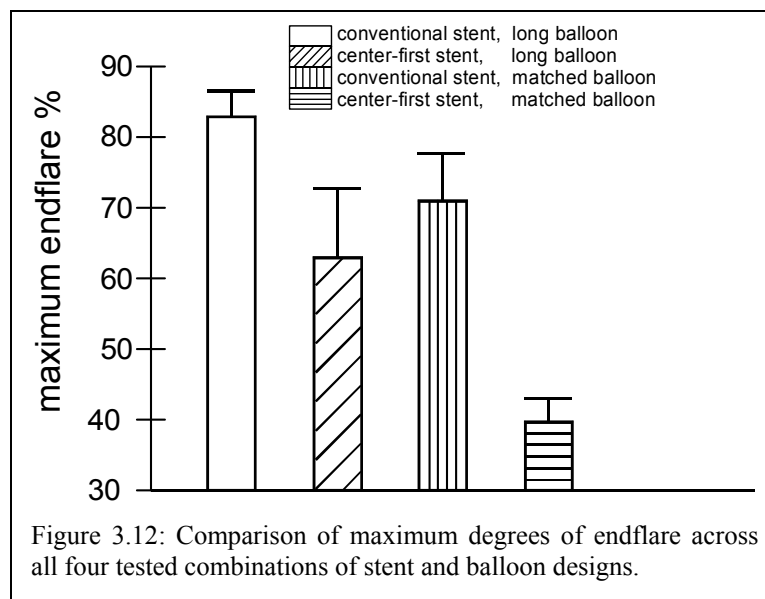 conventional stent, long balloon
center-first stent, long balloon
conventional stent, matched balloon
center-first stent, matched balloon
maximum endflare %
90
80
70
60
50
40
30
Figure 3.12: Comparison of maximum degrees of endflare across
all four tested combinations of stent and balloon designs.